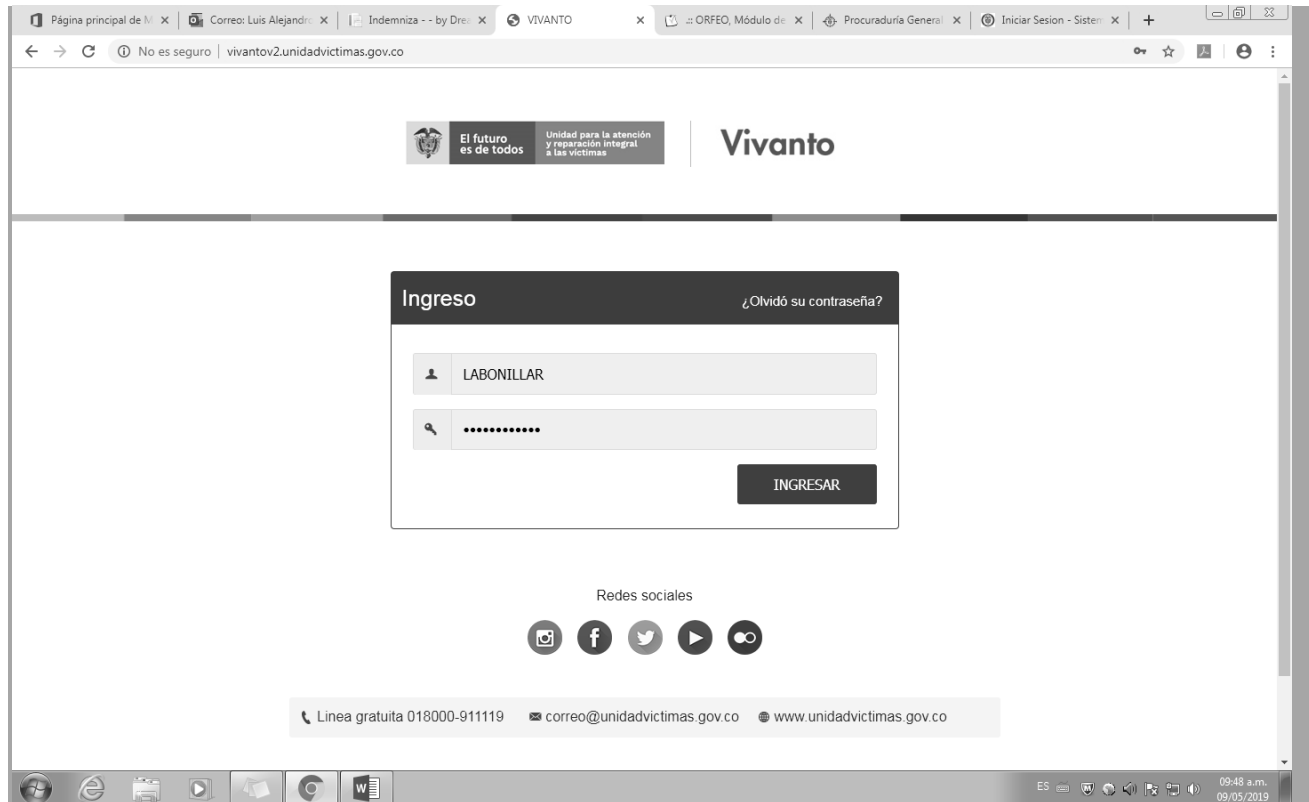 Página principal de M
Correo: Luis Alejandro
Indemniza - - by Drea
VIVANTO
.:: ORFEO, Módulo de
Procuraduría General
Iniciar Sesion - Sistem
No es seguro | vivantov2.unidadvictimas.gov.co
El futuro
es de todos
Unidad para la atención
y reparación integral
a las víctimas
Vivanto
Ingreso
¿Olvidó su contraseña?
LABONILLAR
••••••••••••
INGRESAR
Redes sociales
Linea gratuita 018000-911119 correo@unidadvictimas.gov.co www.unidadvictimas.gov.co
ES
09:48 a.m.
09/05/2019